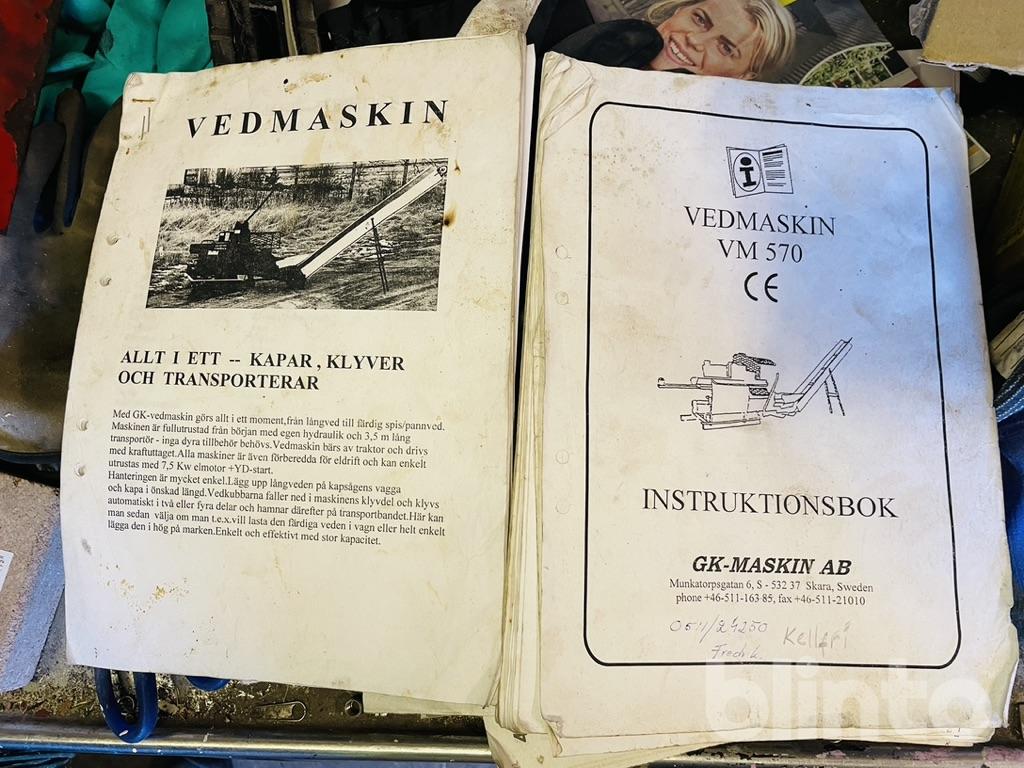 VEDMASKIN
ALLT I ETT -- KAPAR, KLYVER
OCH TRANSPORTERAR
Med GK-vedmaskin görs allt i ett moment,från långved till färdig spis/pannved.
Maskinen är fullutrustad från början med egen hydraulik och 3,5 m lång
transportör - inga dyra tillbehör behövs.Vedmaskin bärs av traktor och drivs
med kraftuttaget.Alla maskiner är även förberedda för eldrift och kan enkelt
utrustas med 7,5 Kw elmotor +YD-start.
Hanteringen är mycket enkel.Lägg upp långveden på kapsågens vagga
och kapa i önskad längd.Vedkubbarna faller ned i maskinens klyvdel och klyvs
automatiskt i två eller fyra delar och hamnar därefter på transportbandet.Här kan
man sedan välja om man t.e.x.vill lasta den färdiga veden i vagn eller helt enkelt
lägga den i hög på marken.Enkelt och effektivt med stor kapacitet.
i
VEDMASKIN
VM 570
CE
INSTRUKTIONSBOK
GK-MASKIN AB
Munkatorpsgatan 6, S - 532 37 Skara, Sweden
phone +46-511-163 85, fax +46-511-21010
0511/24250 Kelleri
Fredrik
blinto